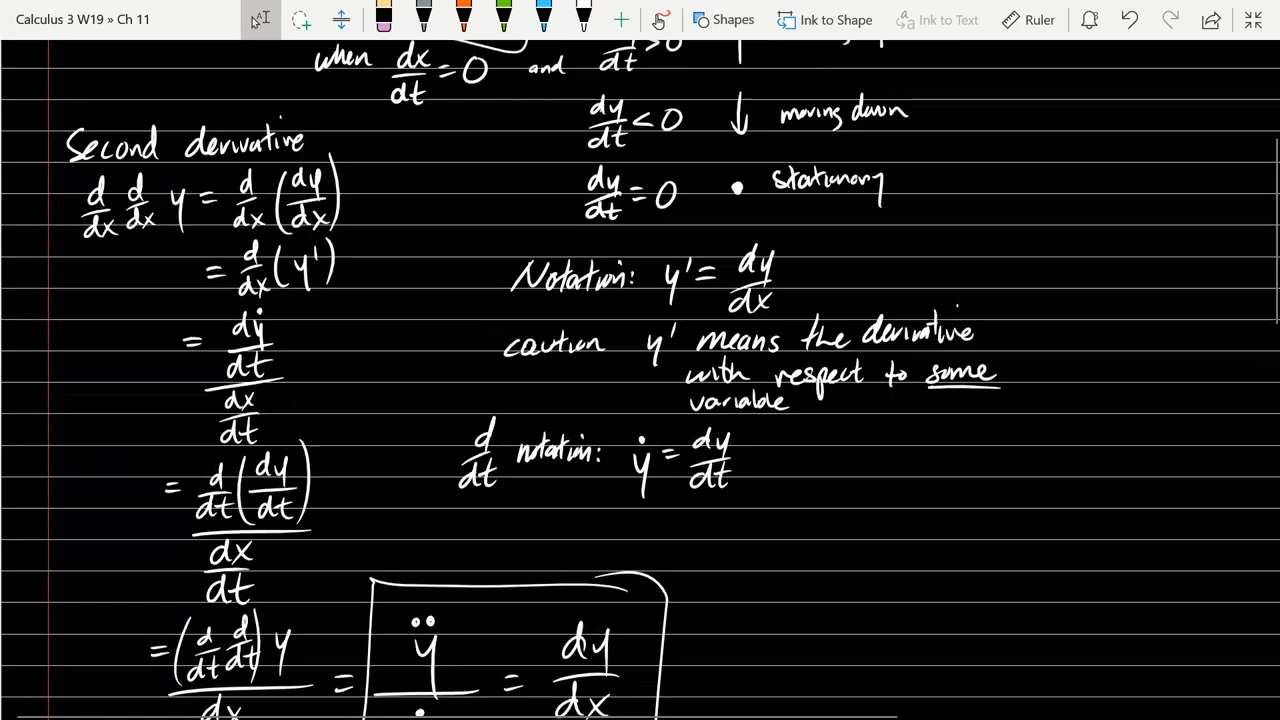 Calculus 3 W19 » Ch 11
Shapes
Ink to Shape
Ink to Text
Ruler
when dx/dt = 0 and dy/dt > 0
dy/dt < 0 ↓ moving down
dy/dt = 0 • stationary
Second derivative
d/dx d/dx y = d/dx (dy/dx)
= d/dx (y')
= (dẏ/dt)/(dx/dt)
= (d/dt (dy/dt))/(dx/dt)
= ((d/dt d/dt) y)/dx = ÿ/ = dy/dx
Notation: y' = dy/dx
caution y' means the derivative
with respect to some
variable
d/dt notation: ẏ = dy/dt